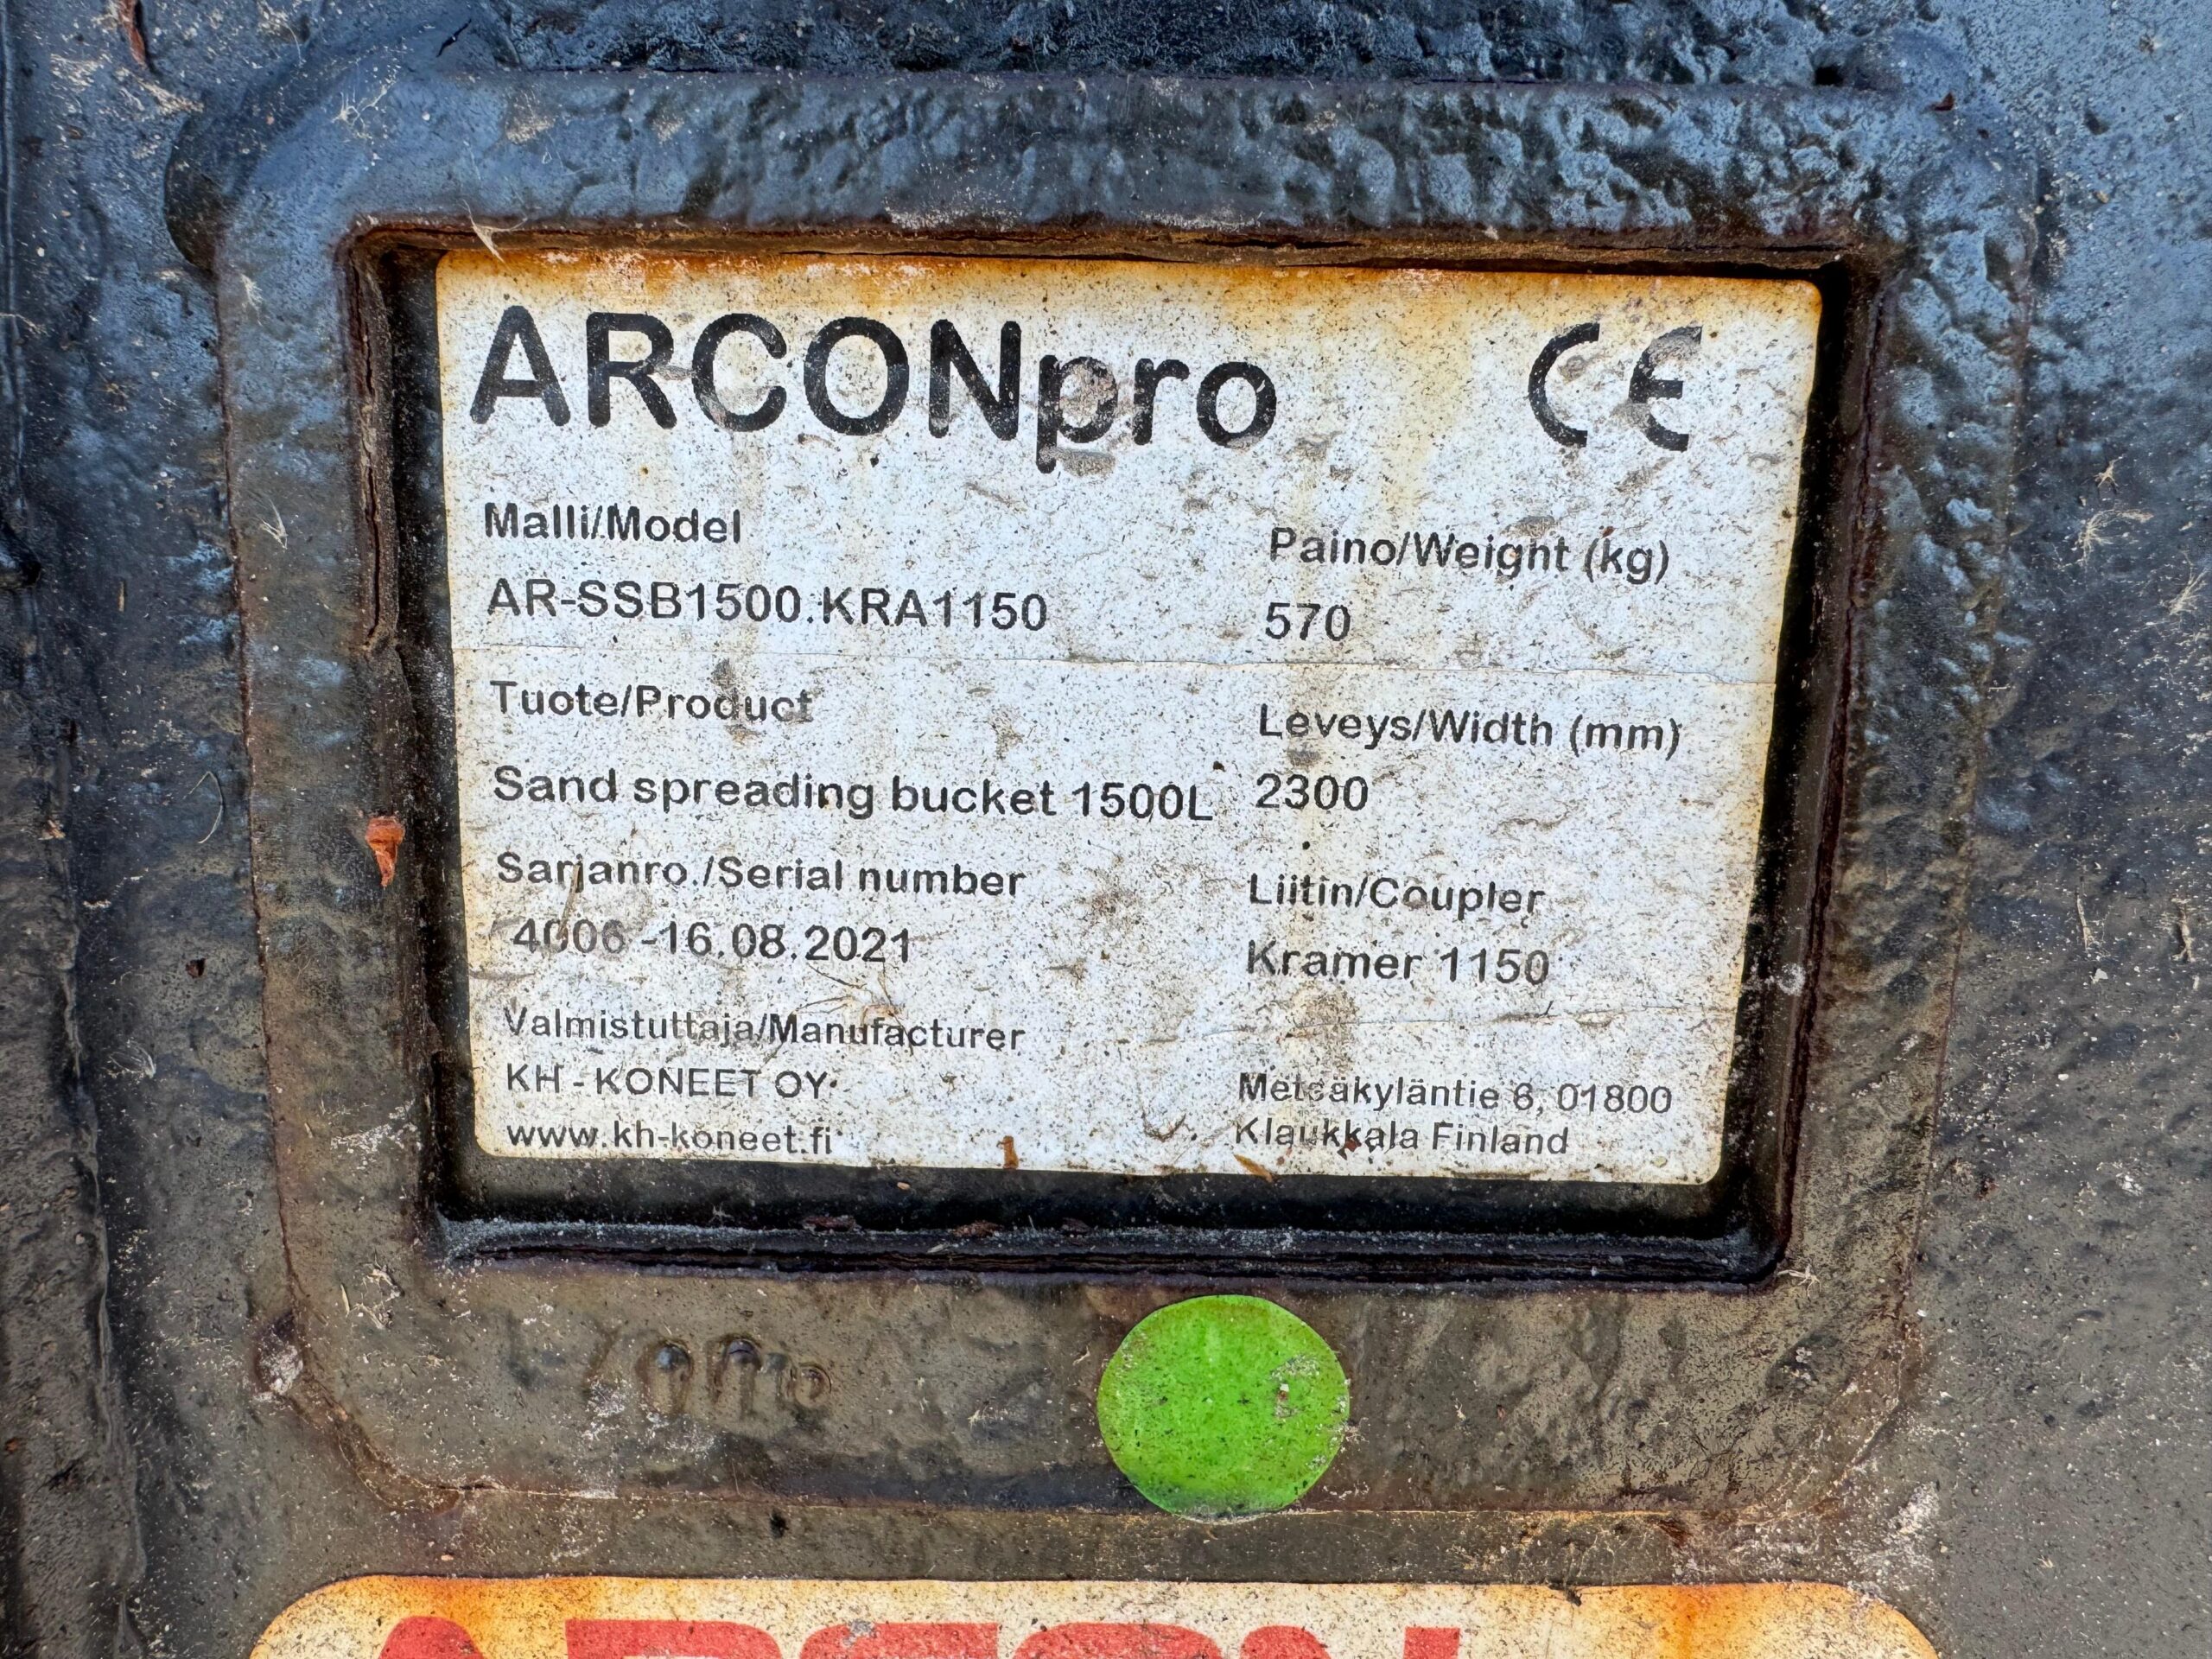 ARCONpro CE
Malli/Model
Paino/Weight (kg)
AR-SSB1500.KRA1150
570
Tuote/Product
Leveys/Width (mm)
Sand spreading bucket 1500L
2300
Sarjanro./Serial number
Liitin/Coupler
4006 -16.08.2021
Kramer 1150
Valmistuttaja/Manufacturer
KH - KONEET OY
Metsäkyläntie 6, 01800
www.kh-koneet.fi
Klaukkala Finland